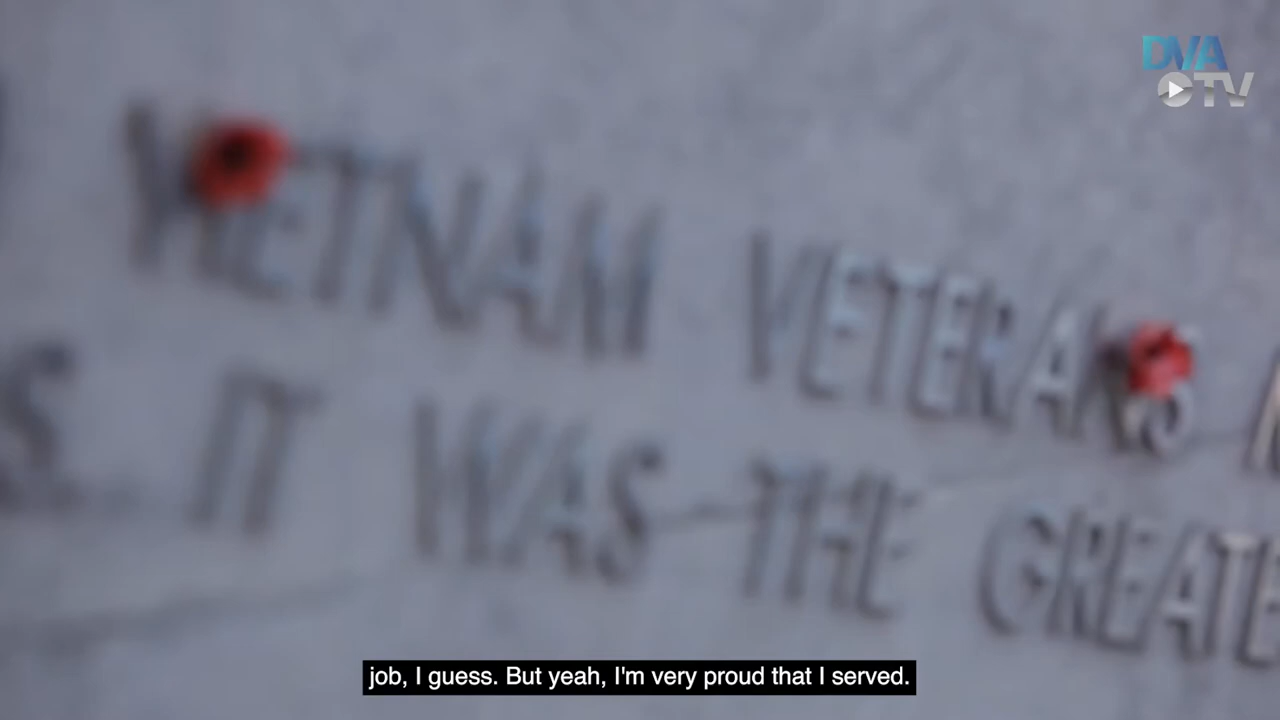 DVA
TV
VIETNAM VETERANS
IT WAS THE
job, I guess. But yeah, I'm very proud that I served.